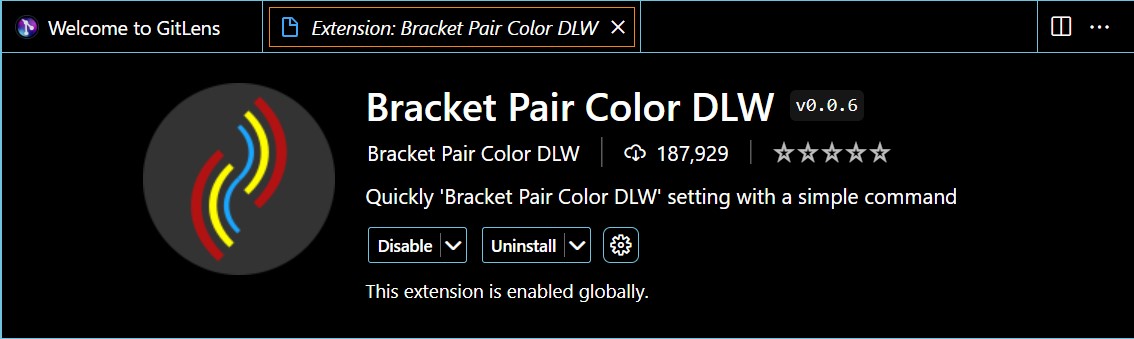 Welcome to GitLens Extension: Bracket Pair Color DLW
Bracket Pair Color DLW v0.0.6
Bracket Pair Color DLW 187,929
Quickly 'Bracket Pair Color DLW' setting with a simple command
Disable Uninstall
This extension is enabled globally.